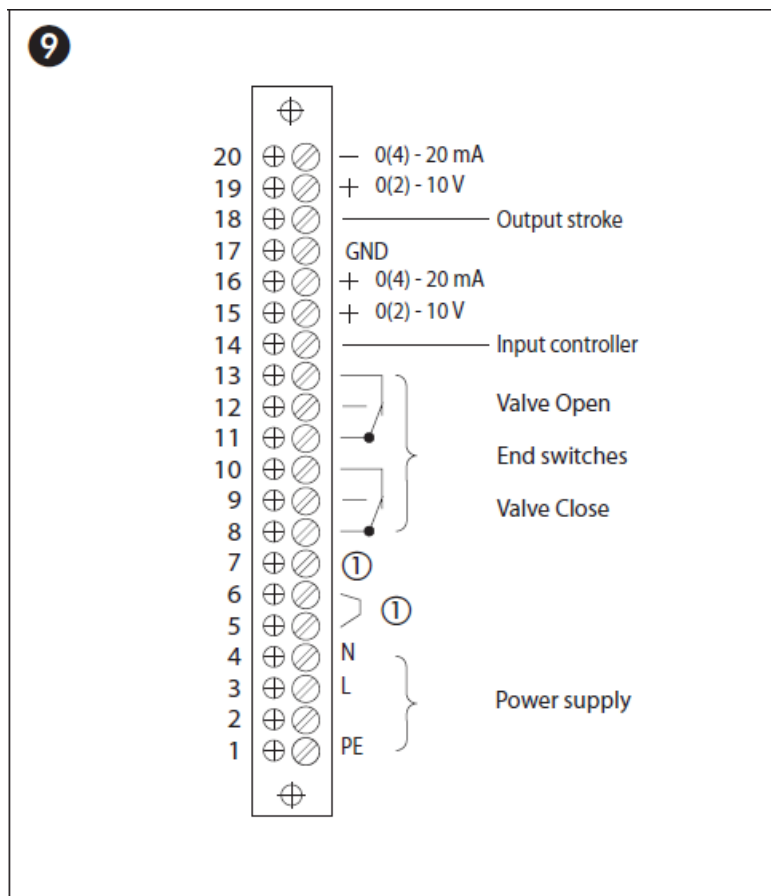 9
20 − 0(4) - 20 mA
19 + 0(2) - 10 V
18 Output stroke
17 GND
16 + 0(4) - 20 mA
15 + 0(2) - 10 V
14 Input controller
13
12 Valve Open
11
End switches
10
9 Valve Close
8
7 ①
6
① 
5
4 N
3 L
Power supply
2
1 PE